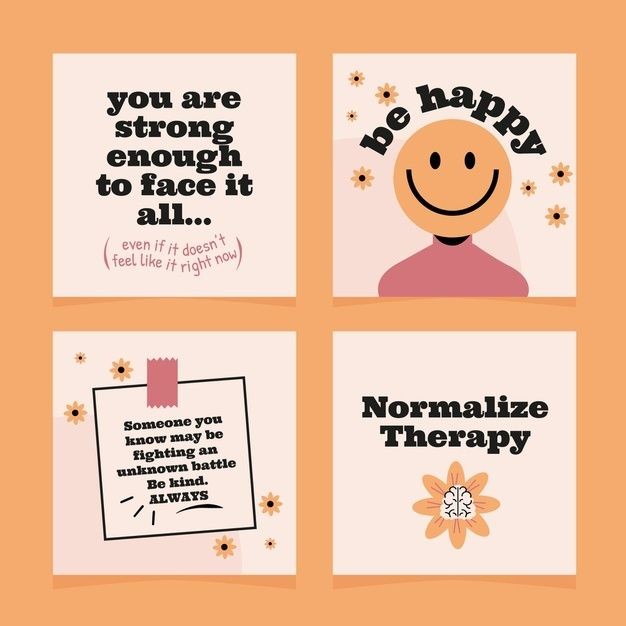 you are
strong
enough
to face it
all...
(even if it doesn't
feel like it right now)
be happy
Someone you
know may be
fighting an
unknown battle
Be kind.
ALWAYS
Normalize
Therapy